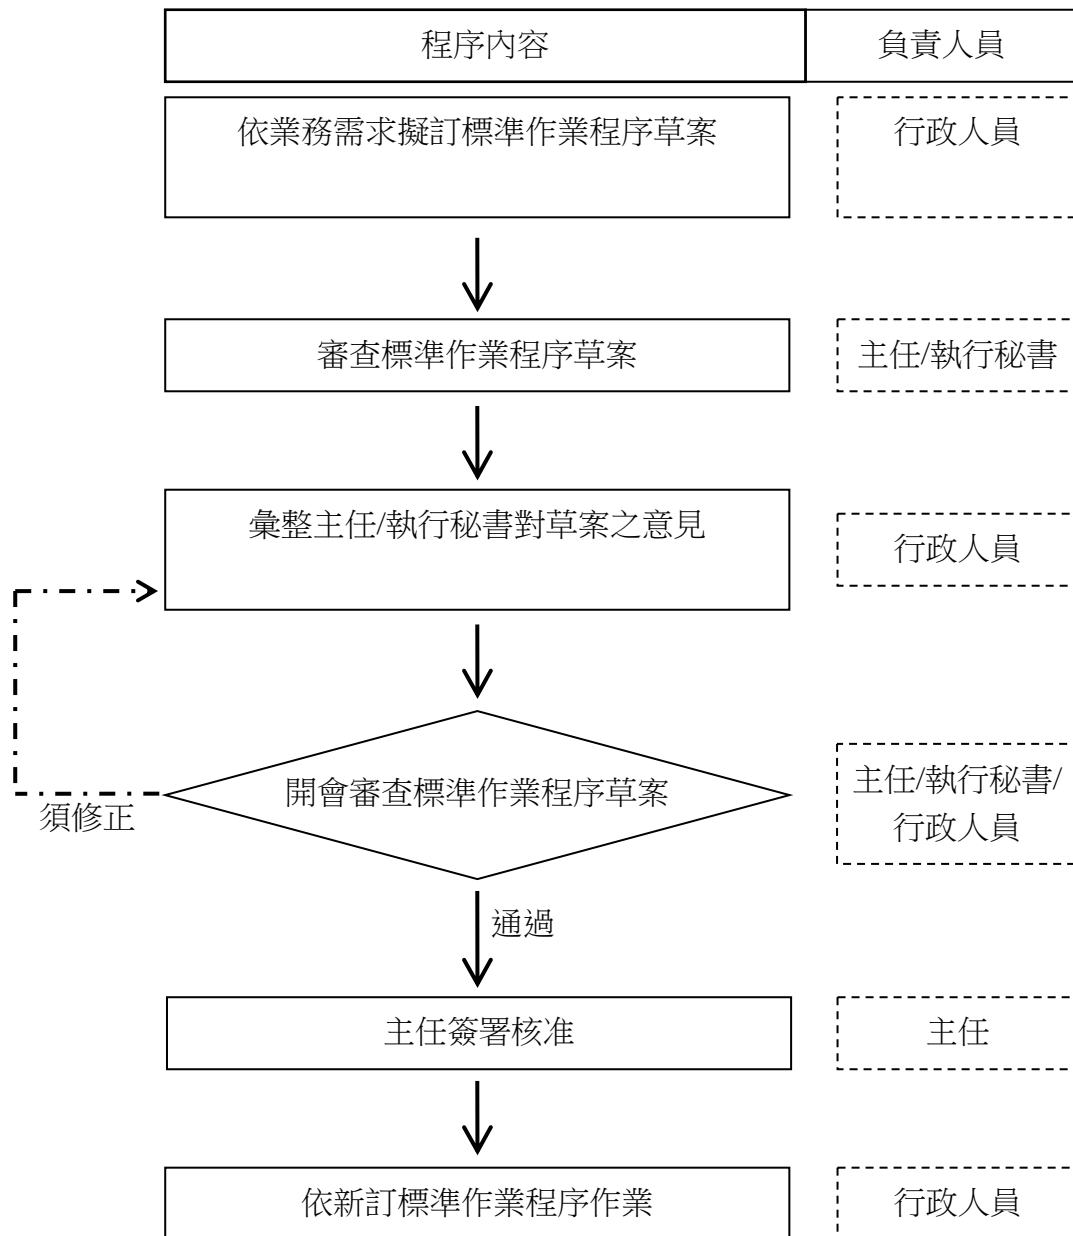 程序內容
負責人員
依業務需求擬訂標準作業程序草案
行政人員
審查標準作業程序草案
主任/執行秘書
彙整主任/執行秘書對草案之意見
行政人員
開會審查標準作業程序草案
主任/執行秘書/
行政人員
須修正
通過
主任簽署核准
主任
依新訂標準作業程序作業
行政人員